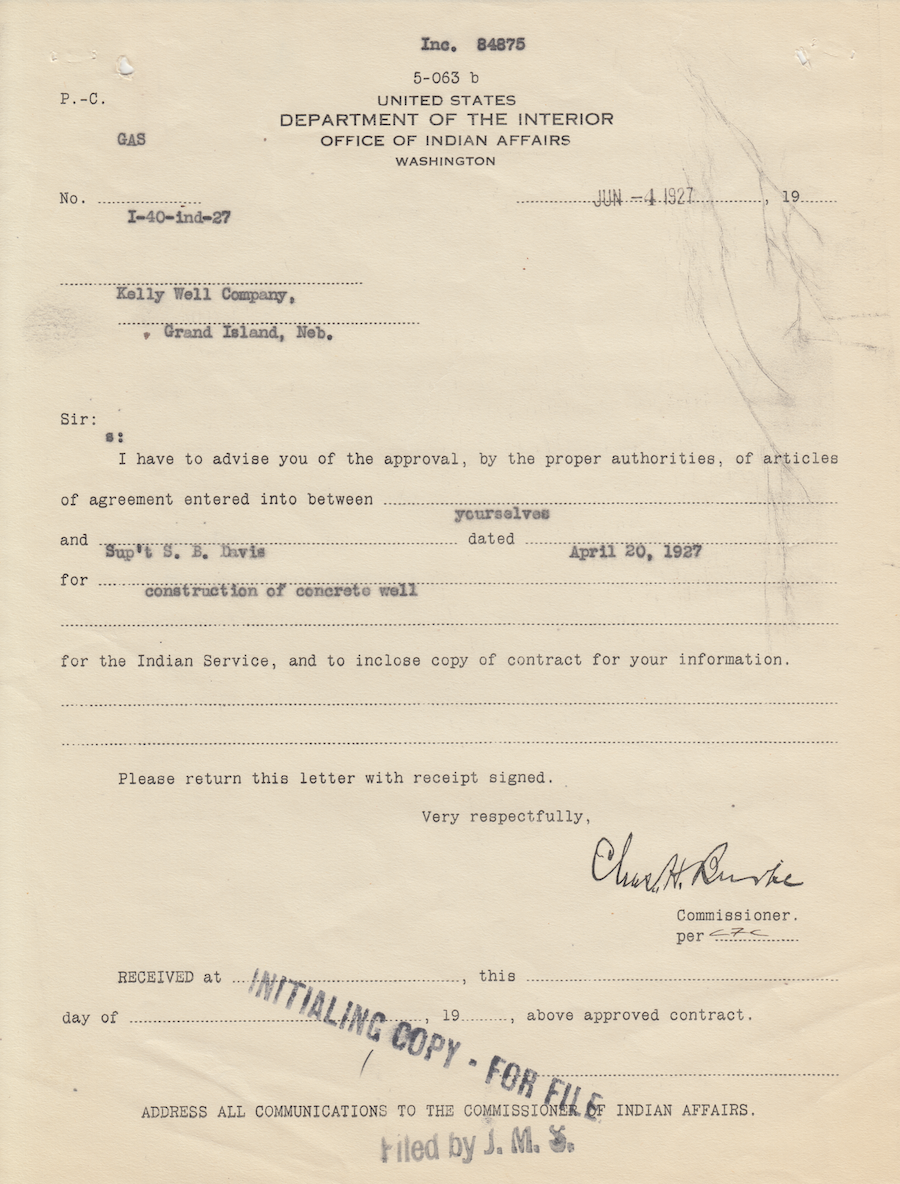 Inc. 84875
5-063 b
P.-C.
UNITED STATES
DEPARTMENT OF THE INTERIOR
GAS
OFFICE OF INDIAN AFFAIRS
WASHINGTON
No.
JUN -4 1927, 19
I-40-ind-27
Kelly Well Company,
Grand Island, Neb.
Sir:
s:
I have to advise you of the approval, by the proper authorities, of articles
of agreement entered into between
yourselves
and dated
Sup't S. B. Davis April 20, 1927
for
construction of concrete well
for the Indian Service, and to inclose copy of contract for your information.
Please return this letter with receipt signed.
Very respectfully,
Chas. H. Burke
Commissioner.
per
RECEIVED at , this
day of , 19 , above approved contract.
INITIALING COPY - FOR FILE
ADDRESS ALL COMMUNICATIONS TO THE COMMISSIONER OF INDIAN AFFAIRS.
Filed by J. M. S.